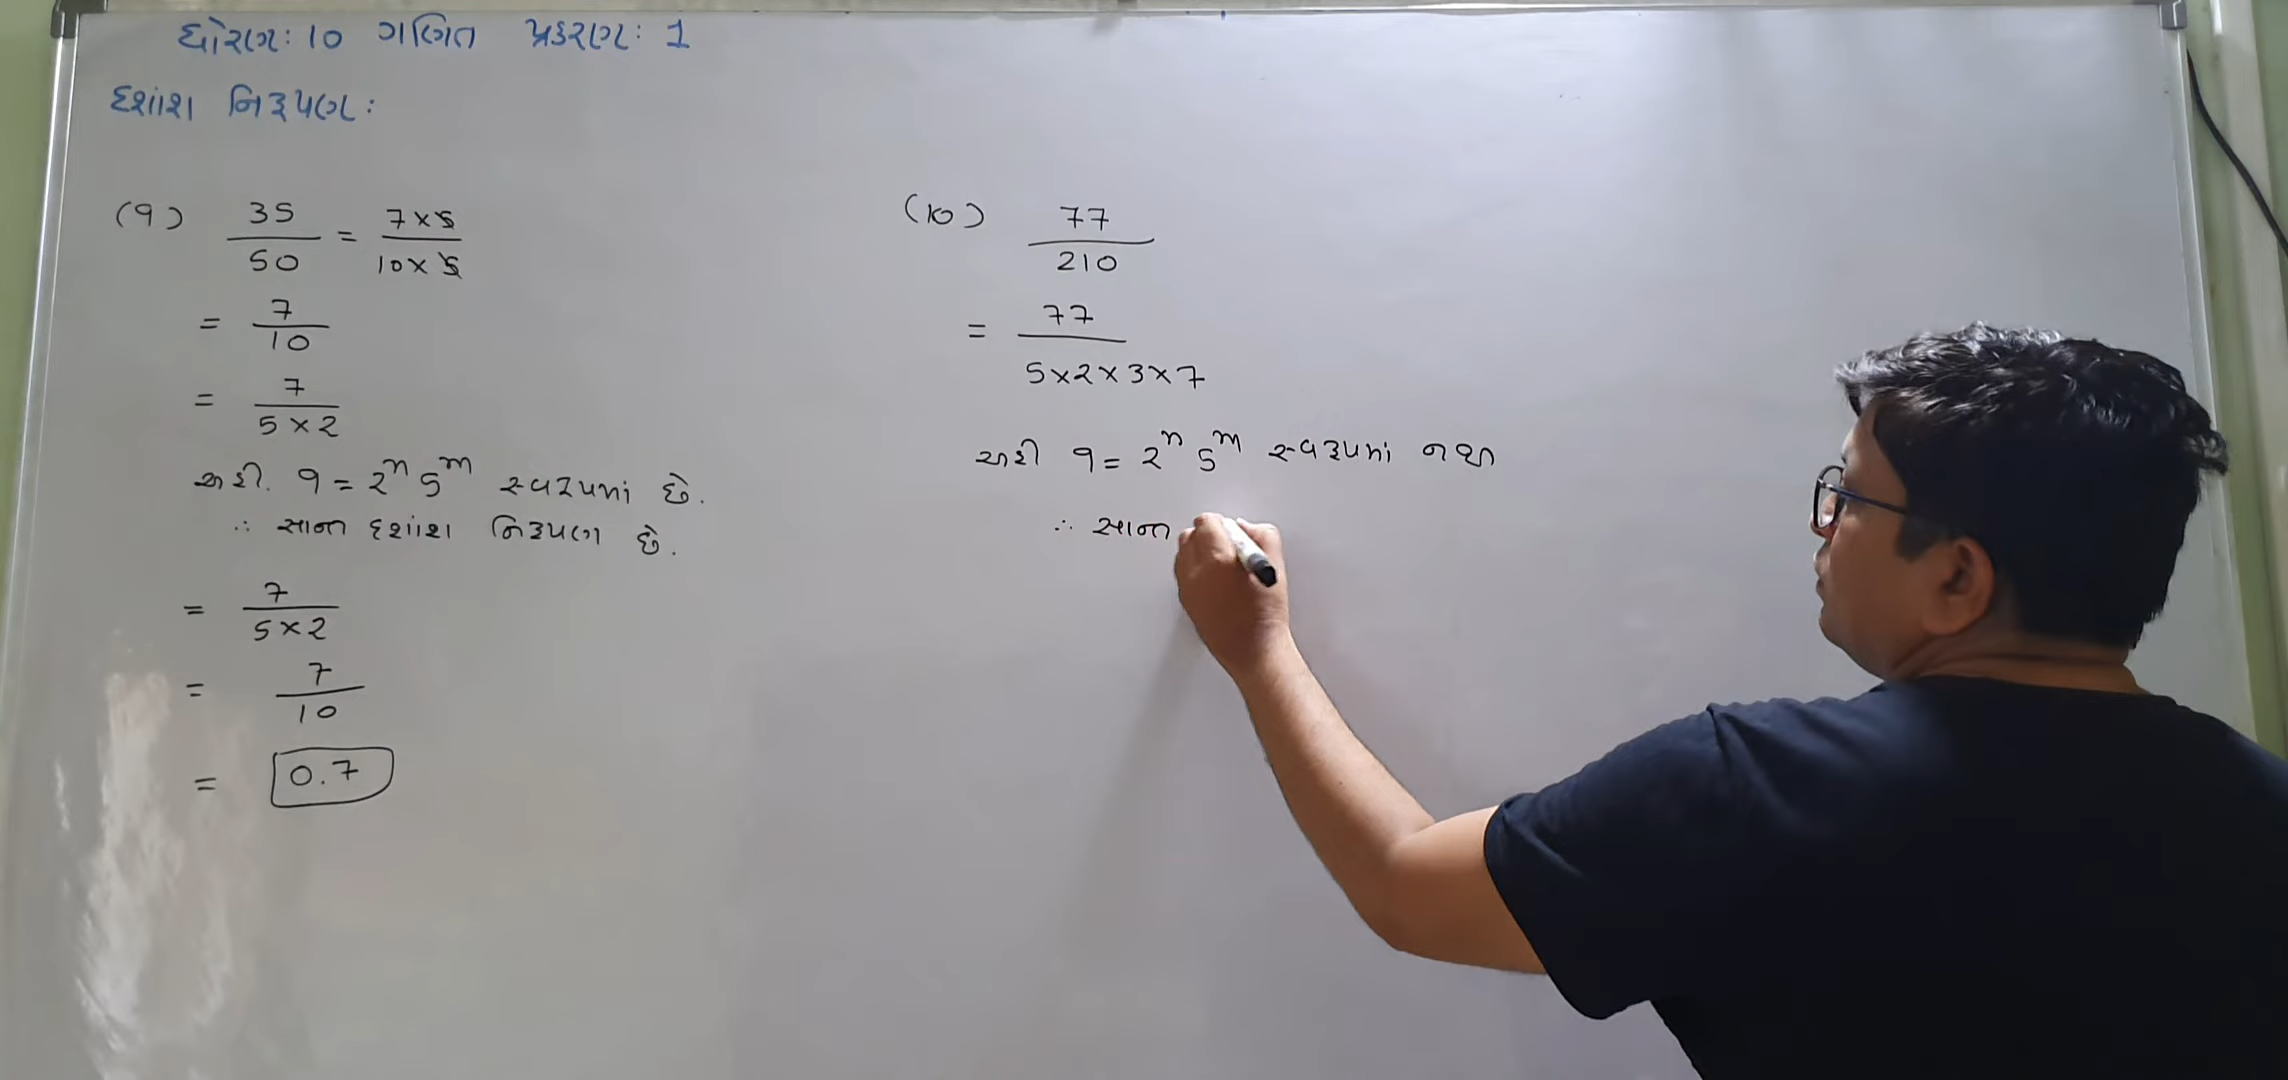 ધોરણ: 10 ગણિત પ્રકરણ: 1
દશાંશ નિરૂપણ:
(9) 35/50 = 7×5/10×5
= 7/10
= 7/5×2
અહી. q = 2^n 5^m સ્વરૂપમાં છે.
∴ સાન્ત દશાંશ નિરૂપણ છે.
= 7/5×2
= 7/10
= 0.7
(10) 77/210
= 77/5×2×3×7
અહી q = 2^n 5^m સ્વરૂપમાં નથી
∴ સાન્ત